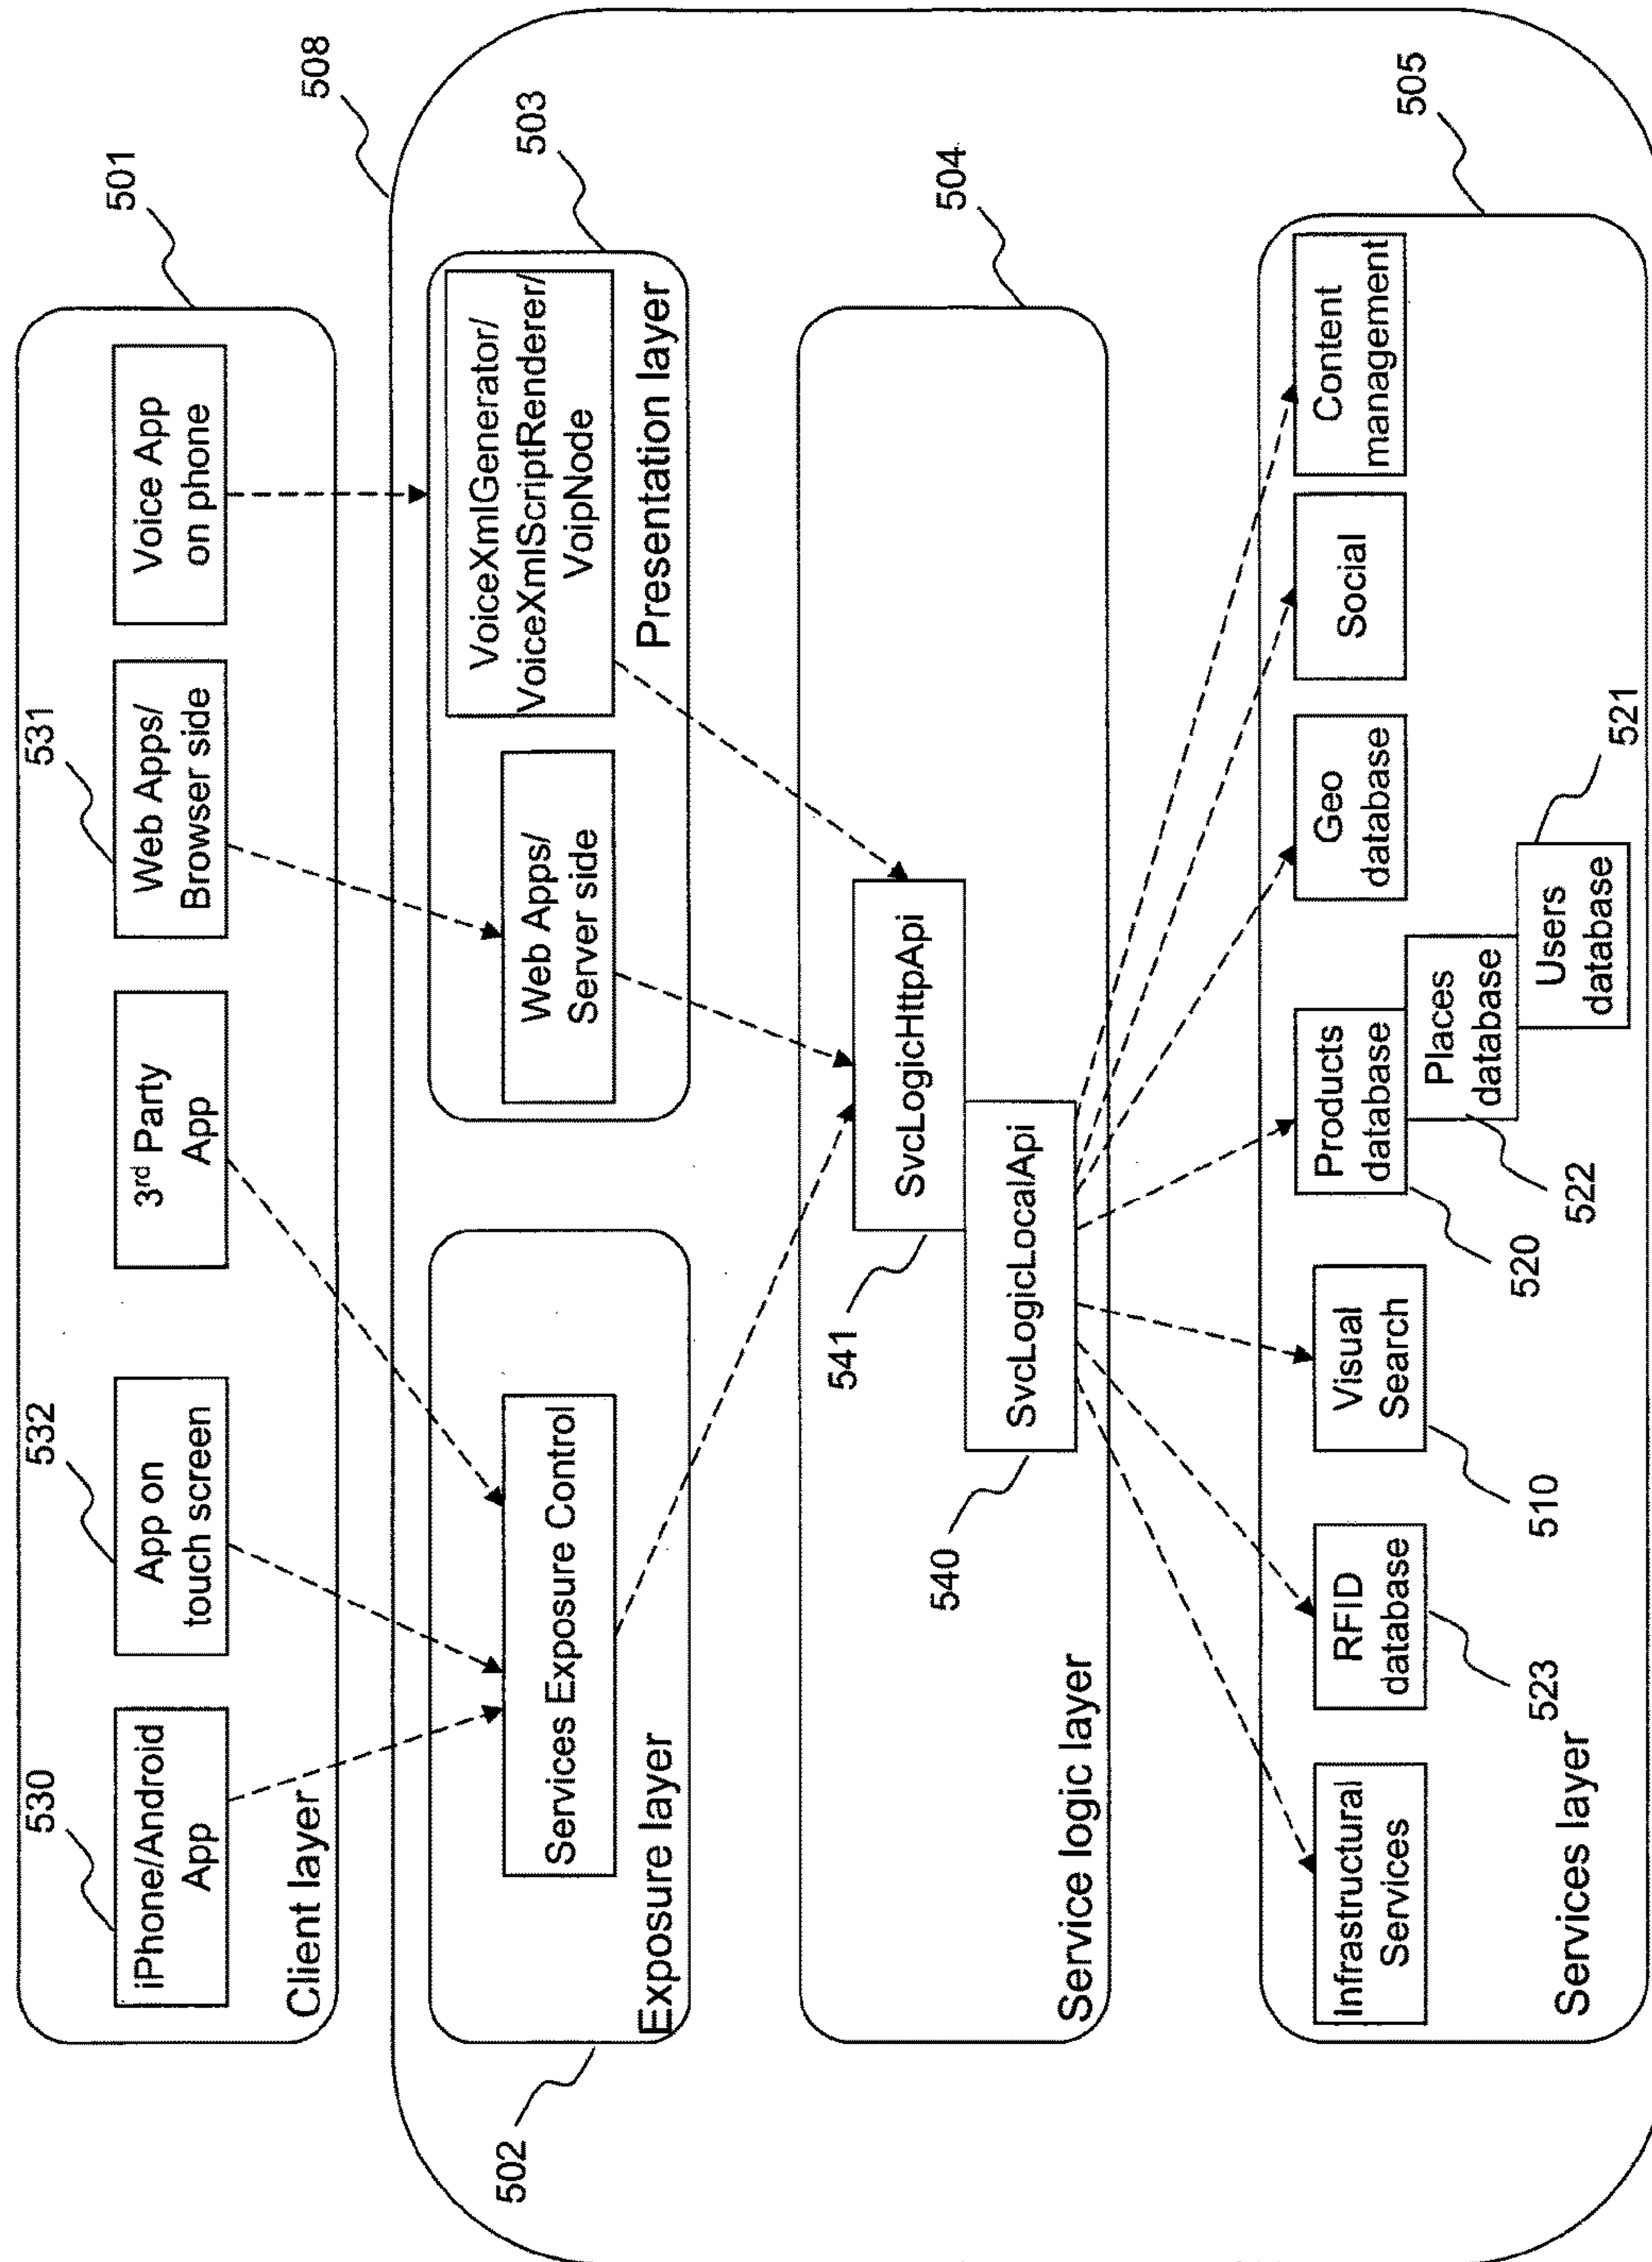 501
530
532
531
iPhone/Android
App
App on
touch screen
3rd Party
App
Web Apps/
Browser side
Voice App
on phone
Client layer
508
502
503
Services Exposure Control
Exposure layer
Web Apps/
Server side
VoiceXmlGenerator/
VoiceXmlScriptRenderer/
VoipNode
Presentation layer
504
541
SvcLogicHttpApi
540
SvcLogicLocalApi
Service logic layer
505
Infrastructural
Services
RFID
database
523
Visual
Search
510
Products
database
520
Places
database
522
Users
database
521
Geo
database
Social
Content
management
Services layer